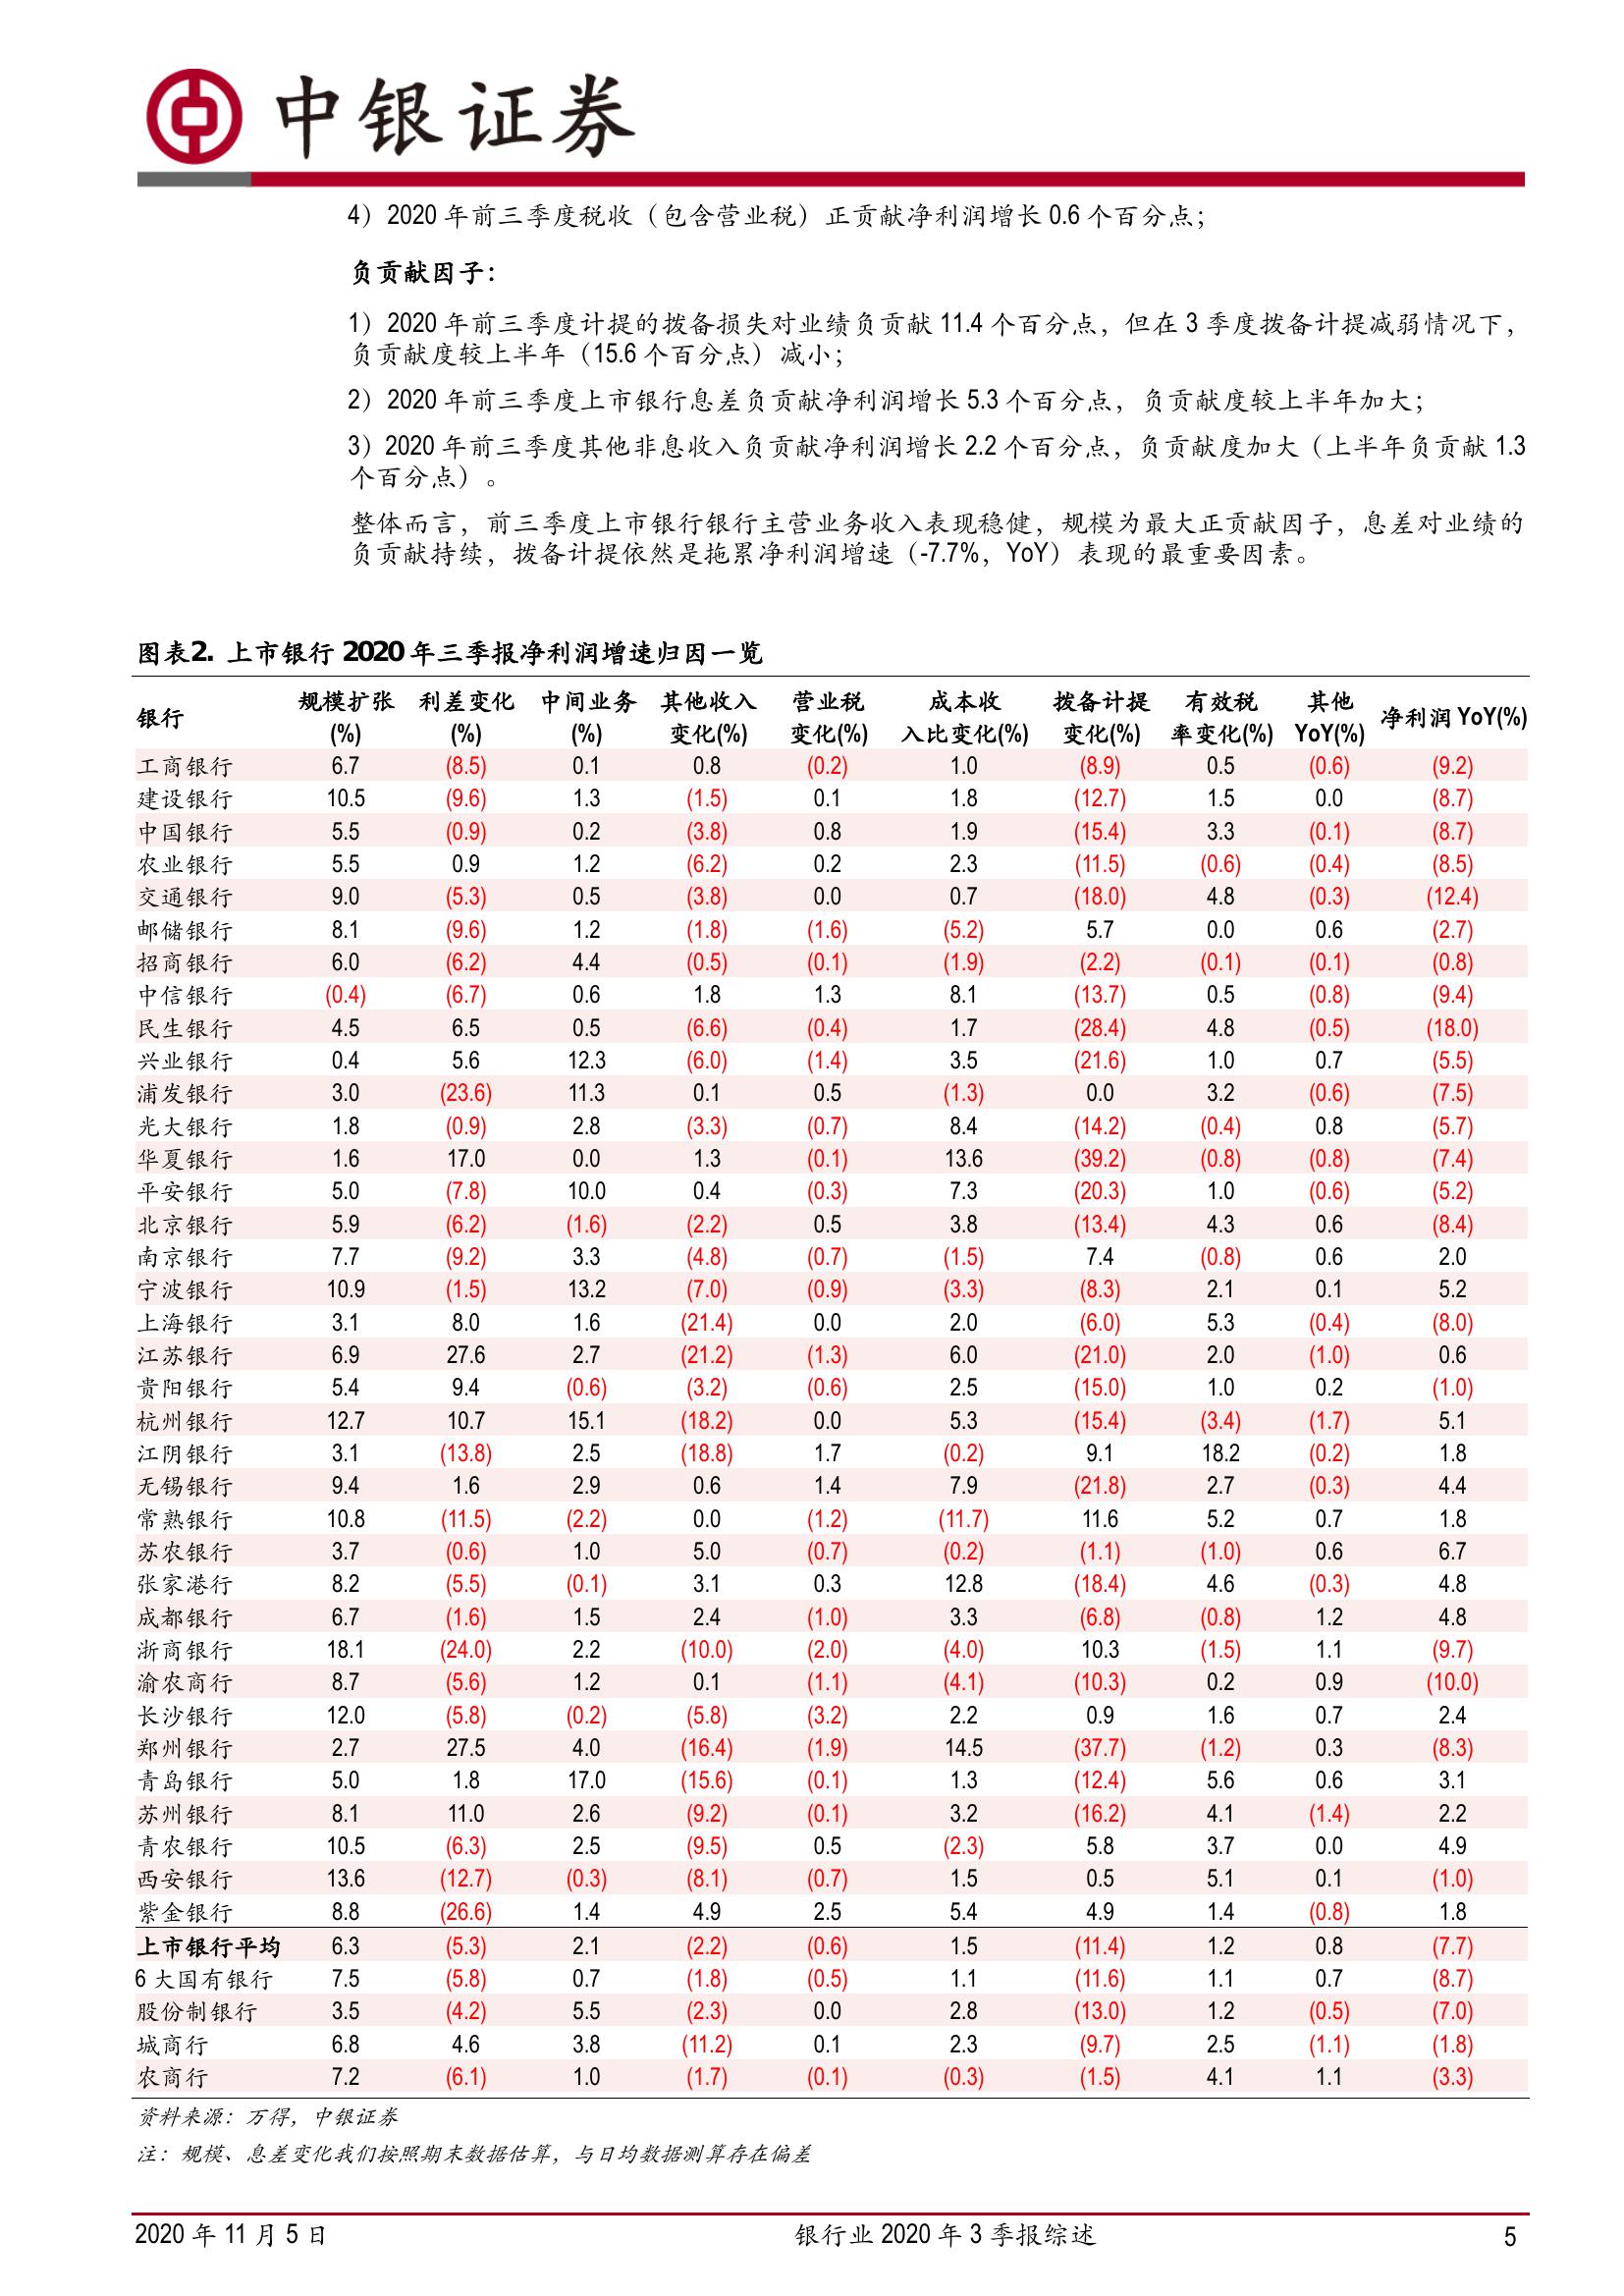 中银证券
4）2020 年前三季度税收（包含营业税）正贡献净利润增长 0.6 个百分点；
负贡献因子：
1）2020 年前三季度计提的拨备损失对业绩负贡献 11.4 个百分点，但在 3 季度拨备计提减弱情况下，
负贡献度较上半年（15.6 个百分点）减小；
2）2020 年前三季度上市银行息差负贡献净利润增长 5.3 个百分点，负贡献度较上半年加大；
3）2020 年前三季度其他非息收入负贡献净利润增长 2.2 个百分点，负贡献度加大（上半年负贡献 1.3
个百分点）。
整体而言，前三季度上市银行银行主营业务收入表现稳健，规模为最大正贡献因子，息差对业绩的
负贡献持续，拨备计提依然是拖累净利润增速（-7.7%，YoY）表现的最重要因素。
图表2. 上市银行 2020 年三季报净利润增速归因一览
银行 规模扩张(%) 利差变化(%) 中间业务(%) 其他收入变化(%) 营业税变化(%) 成本收入比变化(%) 拨备计提变化(%) 有效税率变化(%) 其他YoY(%) 净利润 YoY(%)
工商银行 6.7 (8.5) 0.1 0.8 (0.2) 1.0 (8.9) 0.5 (0.6) (9.2)
建设银行 10.5 (9.6) 1.3 (1.5) 0.1 1.8 (12.7) 1.5 0.0 (8.7)
中国银行 5.5 (0.9) 0.2 (3.8) 0.8 1.9 (15.4) 3.3 (0.1) (8.7)
农业银行 5.5 0.9 1.2 (6.2) 0.2 2.3 (11.5) (0.6) (0.4) (8.5)
交通银行 9.0 (5.3) 0.5 (3.8) 0.0 0.7 (18.0) 4.8 (0.3) (12.4)
邮储银行 8.1 (9.6) 1.2 (1.8) (1.6) (5.2) 5.7 0.0 0.6 (2.7)
招商银行 6.0 (6.2) 4.4 (0.5) (0.1) (1.9) (2.2) (0.1) (0.1) (0.8)
中信银行 (0.4) (6.7) 0.6 1.8 1.3 8.1 (13.7) 0.5 (0.8) (9.4)
民生银行 4.5 6.5 0.5 (6.6) (0.4) 1.7 (28.4) 4.8 (0.5) (18.0)
兴业银行 0.4 5.6 12.3 (6.0) (1.4) 3.5 (21.6) 1.0 0.7 (5.5)
浦发银行 3.0 (23.6) 11.3 0.1 0.5 (1.3) 0.0 3.2 (0.6) (7.5)
光大银行 1.8 (0.9) 2.8 (3.3) (0.7) 8.4 (14.2) (0.4) 0.8 (5.7)
华夏银行 1.6 17.0 0.0 1.3 (0.1) 13.6 (39.2) (0.8) (0.8) (7.4)
平安银行 5.0 (7.8) 10.0 0.4 (0.3) 7.3 (20.3) 1.0 (0.6) (5.2)
北京银行 5.9 (6.2) (1.6) (2.2) 0.5 3.8 (13.4) 4.3 0.6 (8.4)
南京银行 7.7 (9.2) 3.3 (4.8) (0.7) (1.5) 7.4 (0.8) 0.6 2.0
宁波银行 10.9 (1.5) 13.2 (7.0) (0.9) (3.3) (8.3) 2.1 0.1 5.2
上海银行 3.1 8.0 1.6 (21.4) 0.0 2.0 (6.0) 5.3 (0.4) (8.0)
江苏银行 6.9 27.6 2.7 (21.2) (1.3) 6.0 (21.0) 2.0 (1.0) 0.6
贵阳银行 5.4 9.4 (0.6) (3.2) (0.6) 2.5 (15.0) 1.0 0.2 (1.0)
杭州银行 12.7 10.7 15.1 (18.2) 0.0 5.3 (15.4) (3.4) (1.7) 5.1
江阴银行 3.1 (13.8) 2.5 (18.8) 1.7 (0.2) 9.1 18.2 (0.2) 1.8
无锡银行 9.4 1.6 2.9 0.6 1.4 7.9 (21.8) 2.7 (0.3) 4.4
常熟银行 10.8 (11.5) (2.2) 0.0 (1.2) (11.7) 11.6 5.2 0.7 1.8
苏农银行 3.7 (0.6) 1.0 5.0 (0.7) (0.2) (1.1) (1.0) 0.6 6.7
张家港行 8.2 (5.5) (0.1) 3.1 0.3 12.8 (18.4) 4.6 (0.3) 4.8
成都银行 6.7 (1.6) 1.5 2.4 (1.0) 3.3 (6.8) (0.8) 1.2 4.8
浙商银行 18.1 (24.0) 2.2 (10.0) (2.0) (4.0) 10.3 (1.5) 1.1 (9.7)
渝农商行 8.7 (5.6) 1.2 0.1 (1.1) (4.1) (10.3) 0.2 0.9 (10.0)
长沙银行 12.0 (5.8) (0.2) (5.8) (3.2) 2.2 0.9 1.6 0.7 2.4
郑州银行 2.7 27.5 4.0 (16.4) (1.9) 14.5 (37.7) (1.2) 0.3 (8.3)
青岛银行 5.0 1.8 17.0 (15.6) (0.1) 1.3 (12.4) 5.6 0.6 3.1
苏州银行 8.1 11.0 2.6 (9.2) (0.1) 3.2 (16.2) 4.1 (1.4) 2.2
青农银行 10.5 (6.3) 2.5 (9.5) 0.5 (2.3) 5.8 3.7 0.0 4.9
西安银行 13.6 (12.7) (0.3) (8.1) (0.7) 1.5 0.5 5.1 0.1 (1.0)
紫金银行 8.8 (26.6) 1.4 4.9 2.5 5.4 4.9 1.4 (0.8) 1.8
上市银行平均 6.3 (5.3) 2.1 (2.2) (0.6) 1.5 (11.4) 1.2 0.8 (7.7)
6 大国有银行 7.5 (5.8) 0.7 (1.8) (0.5) 1.1 (11.6) 1.1 0.7 (8.7)
股份制银行 3.5 (4.2) 5.5 (2.3) 0.0 2.8 (13.0) 1.2 (0.5) (7.0)
城商行 6.8 4.6 3.8 (11.2) 0.1 2.3 (9.7) 2.5 (1.1) (1.8)
农商行 7.2 (6.1) 1.0 (1.7) (0.1) (0.3) (1.5) 4.1 1.1 (3.3)
资料来源：万得，中银证券
注：规模、息差变化我们按照期末数据估算，与日均数据测算存在偏差
2020 年 11 月 5 日 银行业 2020 年 3 季报综述 5